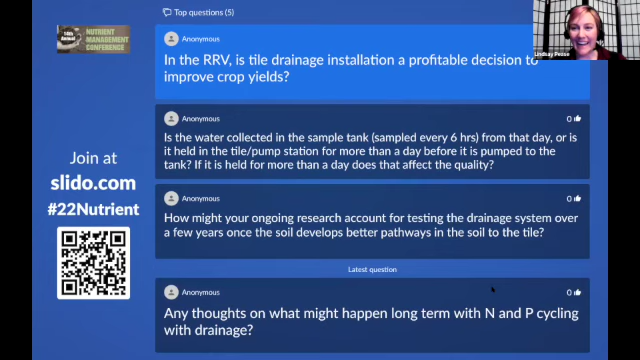 Top questions (5)
14th
Annual
NUTRIENT
MANAGEMENT
CONFERENCE
Anonymous
In the RRV, is tile drainage installation a profitable decision to
improve crop yields?
Lindsay Pease
Anonymous
0
Is the water collected in the sample tank (sampled every 6 hrs) from that day, or is
it held in the tile/pump station for more than a day before it is pumped to the
tank? If it is held for more than a day does that affect the quality?
Join at
slido.com
#22Nutrient
Anonymous
0
How might your ongoing research account for testing the drainage system over
a few years once the soil develops better pathways in the soil to the tile?
Latest question
Anonymous
0
Any thoughts on what might happen long term with N and P cycling
with drainage?